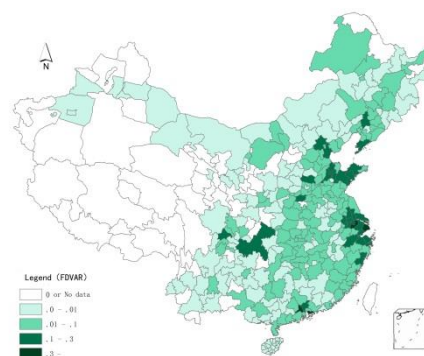 N
Legend (FDVAR)
0 or No data
.0 - .01
.01 - .1
.1 - .3
.3 -